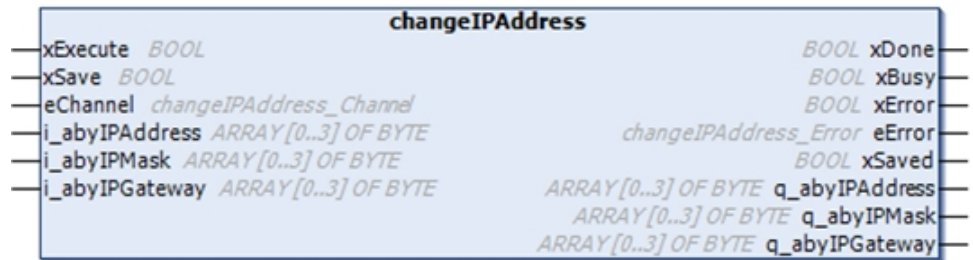 changeIPAddress
xExecute BOOL BOOL xDone
xSave BOOL BOOL xBusy
eChannel changeIPAddress_Channel BOOL xError
i_abyIPAddress ARRAY [0..3] OF BYTE changeIPAddress_Error eError
i_abyIPMask ARRAY [0..3] OF BYTE BOOL xSaved
i_abyIPGateway ARRAY [0..3] OF BYTE ARRAY [0..3] OF BYTE q_abyIPAddress
ARRAY [0..3] OF BYTE q_abyIPMask
ARRAY [0..3] OF BYTE q_abyIPGateway